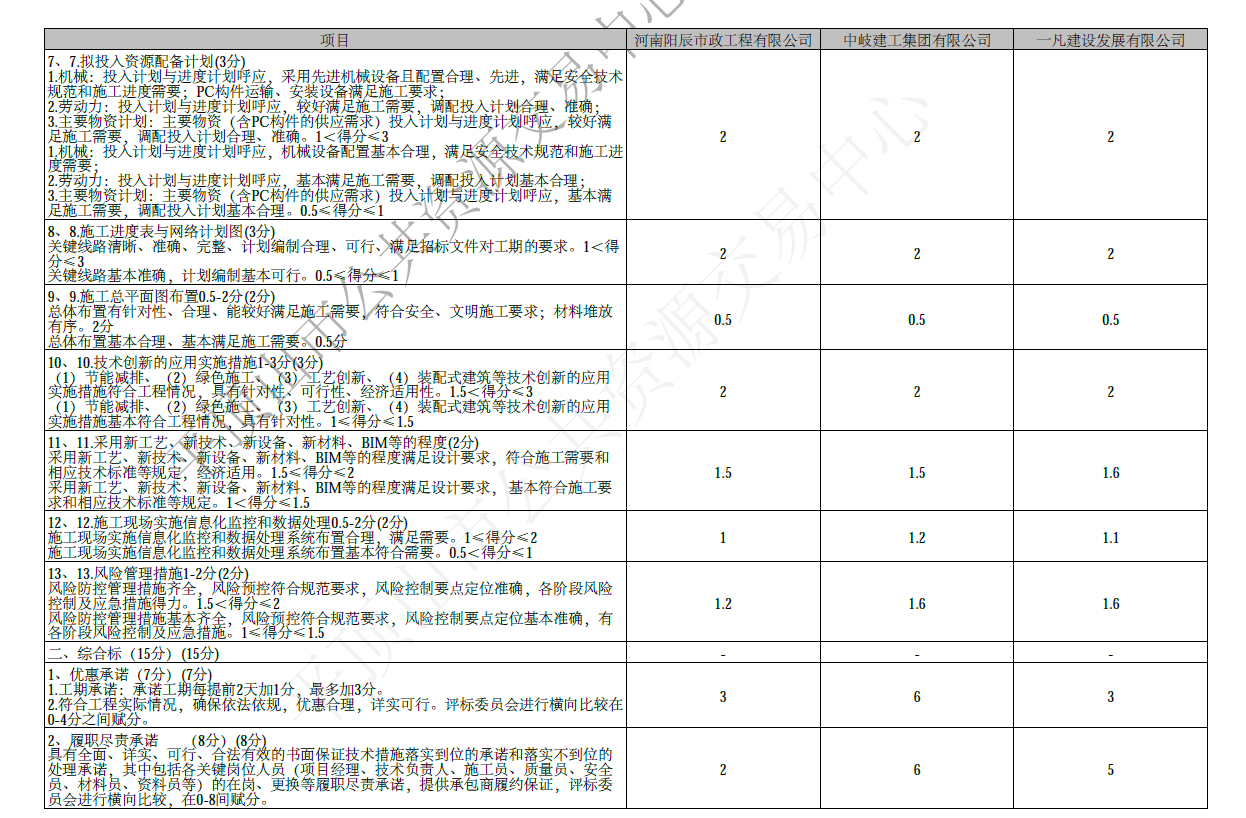 项目 河南阳辰市政工程有限公司 中岐建工集团有限公司 一凡建设发展有限公司
7、7.拟投入资源配备计划(3分)
1.机械：投入计划与进度计划呼应，采用先进机械设备且配置合理、先进，满足安全技术
规范和施工进度需要；PC构件运输、安装设备满足施工要求；
2.劳动力：投入计划与进度计划呼应，较好满足施工需要，调配投入计划合理、准确；
3.主要物资计划：主要物资（含PC构件的供应需求）投入计划与进度计划呼应，较好满
足施工需要，调配投入计划合理、准确。1＜得分≤3
1.机械：投入计划与进度计划呼应，机械设备配置基本合理，满足安全技术规范和施工进
度需要；
2.劳动力：投入计划与进度计划呼应，基本满足施工需要，调配投入计划基本合理；
3.主要物资计划：主要物资（含PC构件的供应需求）投入计划与进度计划呼应，基本满
足施工需要，调配投入计划基本合理。0.5≤得分≤1
2 2 2
8、8.施工进度表与网络计划图(3分)
关键线路清晰、准确、完整、计划编制合理、可行、满足招标文件对工期的要求。1＜得
分≤3
关键线路基本准确，计划编制基本可行。0.5≤得分≤1
2 2 2
9、9.施工总平面图布置0.5-2分(2分)
总体布置有针对性、合理、能较好满足施工需要，符合安全、文明施工要求；材料堆放
有序。2分
总体布置基本合理、基本满足施工需要。0.5分
0.5 0.5 0.5
10、10.技术创新的应用实施措施1-3分(3分)
（1）节能减排、（2）绿色施工、（3）工艺创新、（4）装配式建筑等技术创新的应用
实施措施符合工程情况，具有针对性、可行性、经济适用性。1.5＜得分≤3
（1）节能减排、（2）绿色施工、（3）工艺创新、（4）装配式建筑等技术创新的应用
实施措施基本符合工程情况，具有针对性。1≤得分≤1.5
2 2 2
11、11.采用新工艺、新技术、新设备、新材料、BIM等的程度(2分)
采用新工艺、新技术、新设备、新材料、BIM等的程度满足设计要求，符合施工需要和
相应技术标准等规定，经济适用。1.5≤得分≤2
采用新工艺、新技术、新设备、新材料、BIM等的程度满足设计要求，基本符合施工要
求和相应技术标准等规定。1＜得分≤1.5
1.5 1.5 1.6
12、12.施工现场实施信息化监控和数据处理0.5-2分(2分)
施工现场实施信息化监控和数据处理系统布置合理，满足需要。1≤得分≤2
施工现场实施信息化监控和数据处理系统布置基本符合需要。0.5＜得分≤1
1 1.2 1.1
13、13.风险管理措施1-2分(2分)
风险防控管理措施齐全，风险预控符合规范要求，风险控制要点定位准确，各阶段风险
控制及应急措施得力。1.5＜得分≤2
风险防控管理措施基本齐全，风险预控符合规范要求，风险控制要点定位基本准确，有
各阶段风险控制及应急措施。1≤得分≤1.5
1.2 1.6 1.6
二、综合标（15分）(15分) - - -
1、优惠承诺（7分）(7分)
1.工期承诺：承诺工期每提前2天加1分，最多加3分。
2.符合工程实际情况，确保依法依规，优惠合理，详实可行。评标委员会进行横向比较在
0-4分之间赋分。
3 6 3
2、履职尽责承诺 （8分）(8分)
具有全面、详实、可行、合法有效的书面保证技术措施落实到位的承诺和落实不到位的
处理承诺，其中包括各关键岗位人员（项目经理、技术负责人、施工员、质量员、安全
员、材料员、资料员等）的在岗、更换等履职尽责承诺，提供承包商履约保证，评标委
员会进行横向比较，在0-8间赋分。
2 6 5
平顶山市公共资源交易中心
平顶山市公共资源交易中心